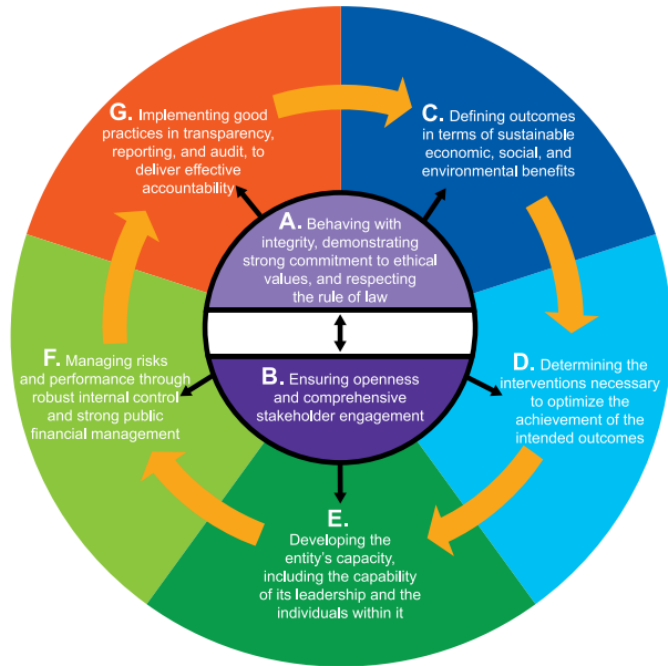 G. Implementing good
practices in transparency,
reporting, and audit, to
deliver effective
accountability
C. Defining outcomes
in terms of sustainable
economic, social, and
environmental benefits
A. Behaving with
integrity, demonstrating
strong commitment to ethical
values, and respecting
the rule of law
B. Ensuring openness
and comprehensive
stakeholder engagement
D. Determining the
interventions necessary
to optimize the
achievement of the
intended outcomes
E.
Developing the
entity's capacity,
including the capability
of its leadership and the
individuals within it
F. Managing risks
and performance through
robust internal control
and strong public
financial management